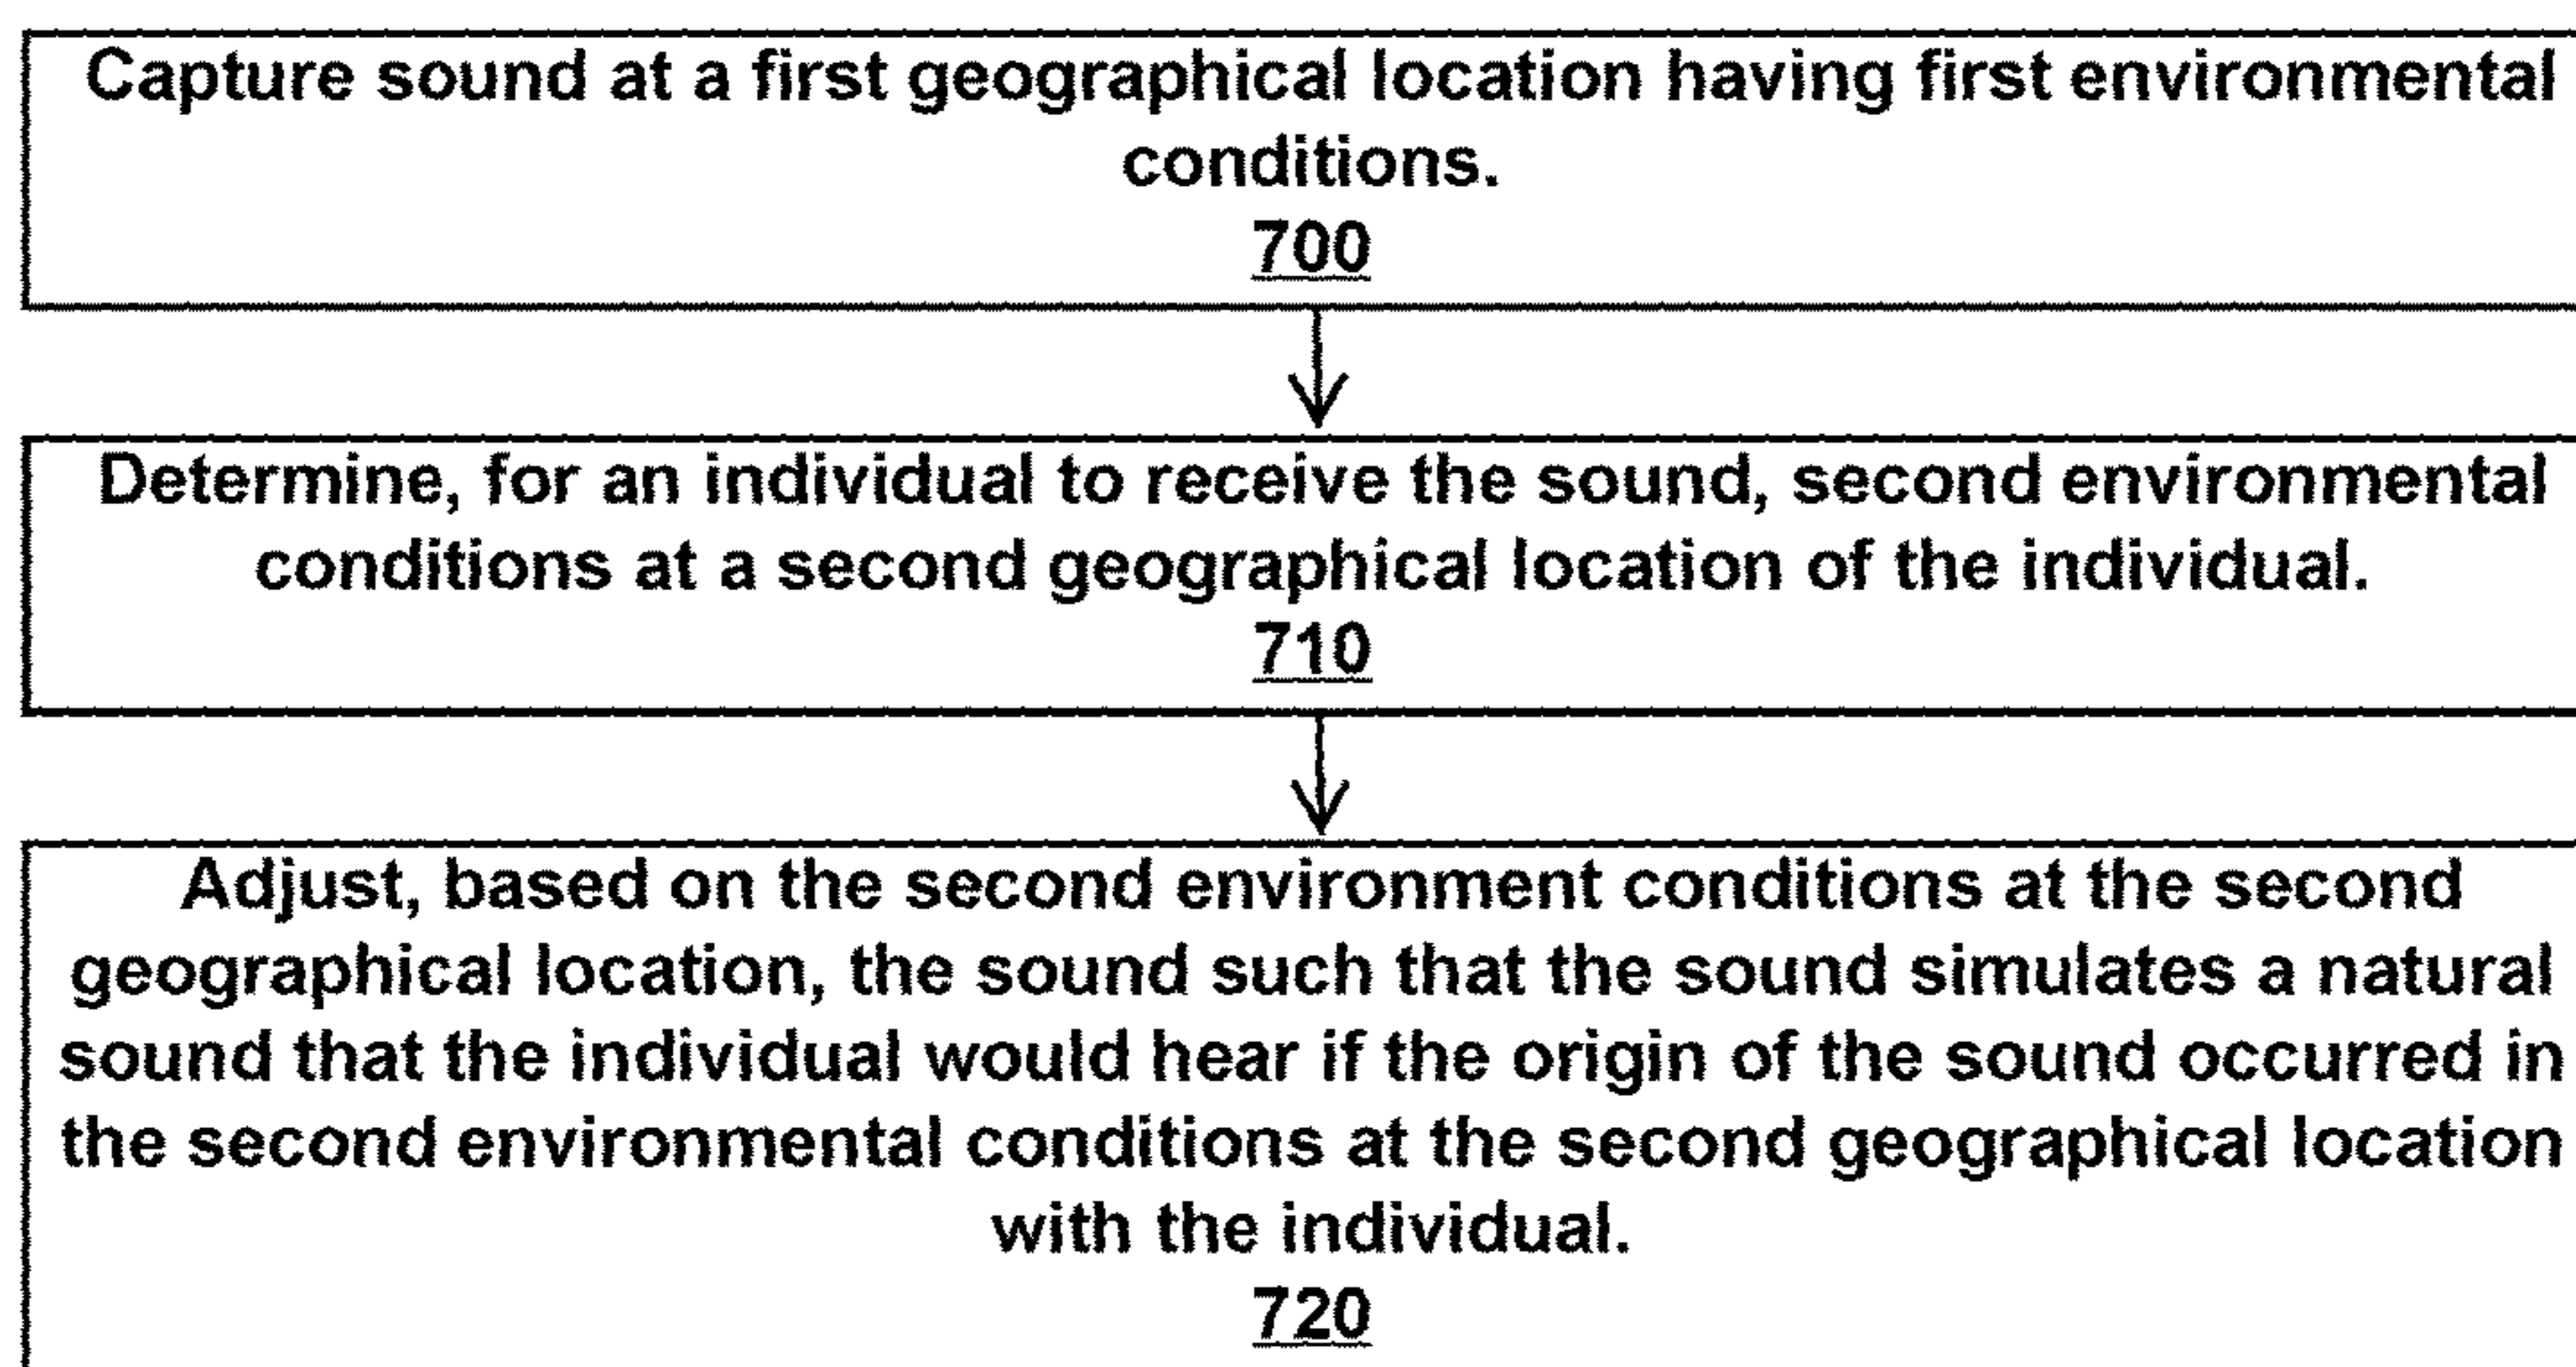 Capture sound at a first geographical location having first environmental
conditions.
700
Determine, for an individual to receive the sound, second environmental
conditions at a second geographical location of the individual.
710
Adjust, based on the second environment conditions at the second
geographical location, the sound such that the sound simulates a natural
sound that the individual would hear if the origin of the sound occurred in
the second environmental conditions at the second geographical location
with the individual.
720